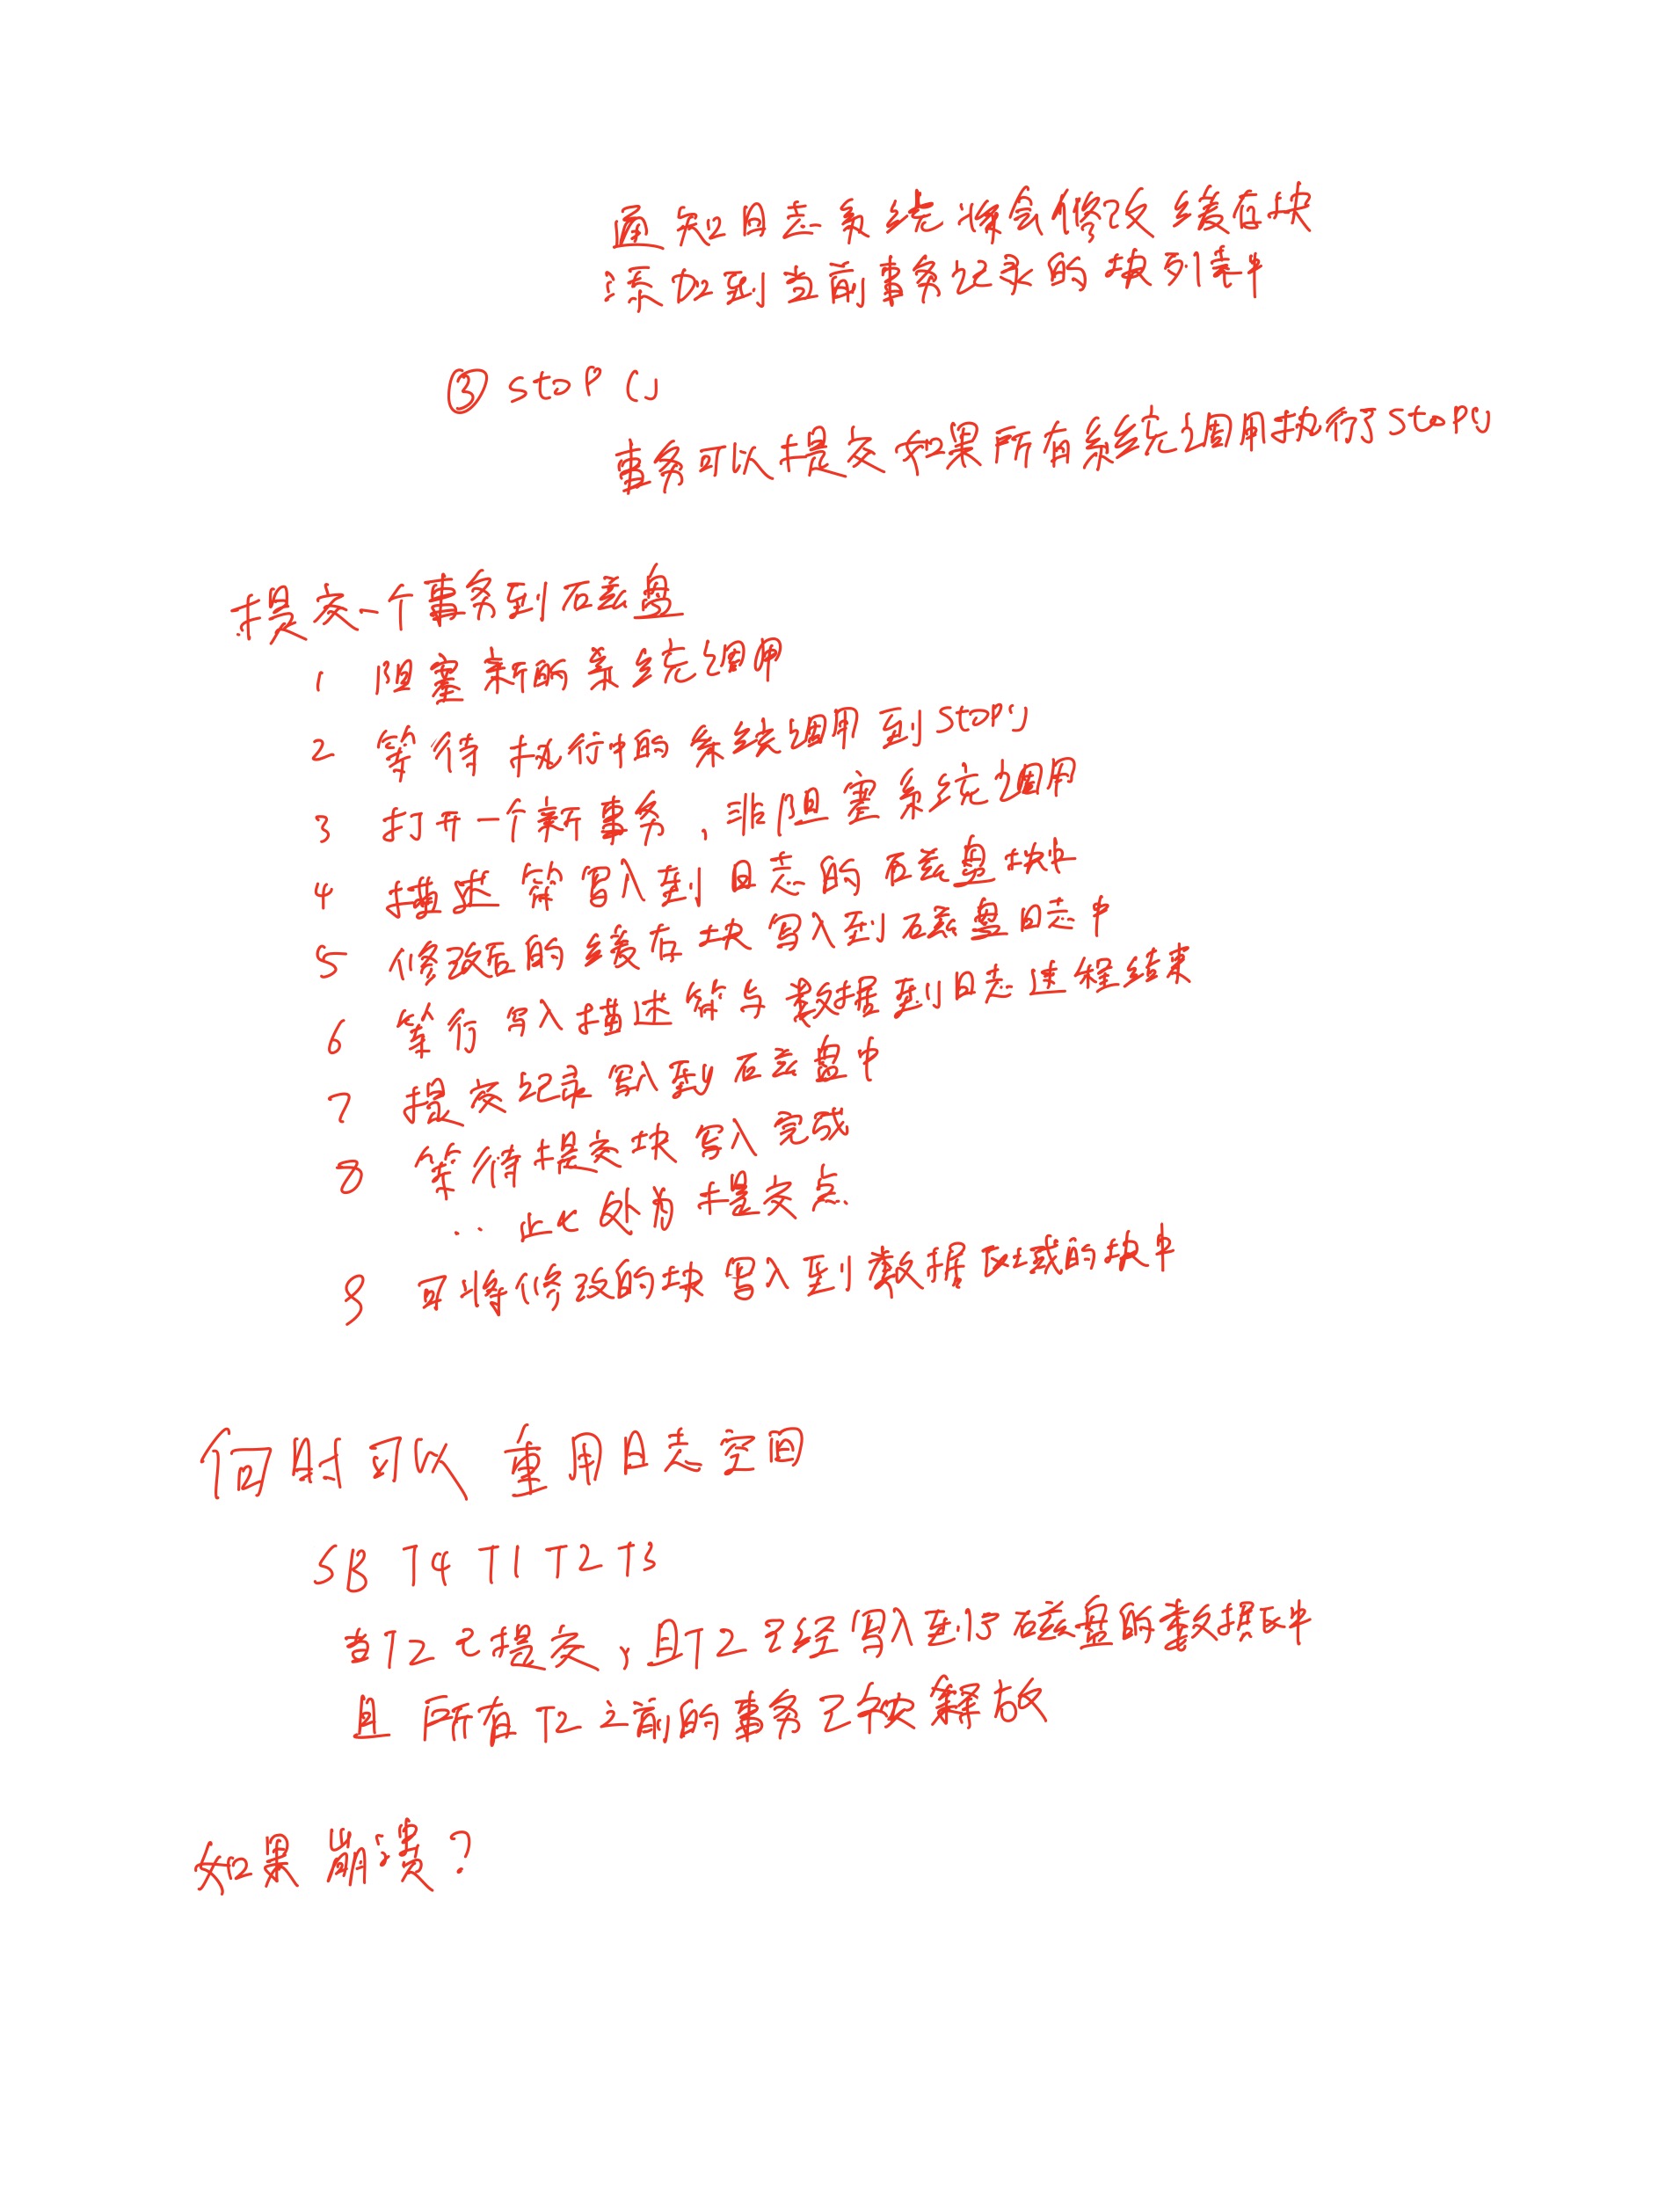 通知日志系统将会修改缓存块
添加到当前事务记录的块列表中
③ stop()
事务可以提交如果所有系统调用执行了stop()
提交一个事务到磁盘
1 阻塞新的系统调用
2 等待执行中的系统调用到stop()
3 打开一个新事务,非阻塞系统调用
4 描述符写入到日志的磁盘块中
5 修改后的缓存块写入到磁盘日志中
6 等行写入描述符与数据到日志过程结束
7 提交记录写入到磁盘中
8 等待提交块写入完成
.. 此处为提交点.
9 可将修改的块写入到数据区域的块中
何时可以重用日志空间
SB T4 T1 T2 T3
当T2已提交,且T2已经写入到了磁盘的数据区中
且所有T2之前的事务已被释放
如果崩溃?